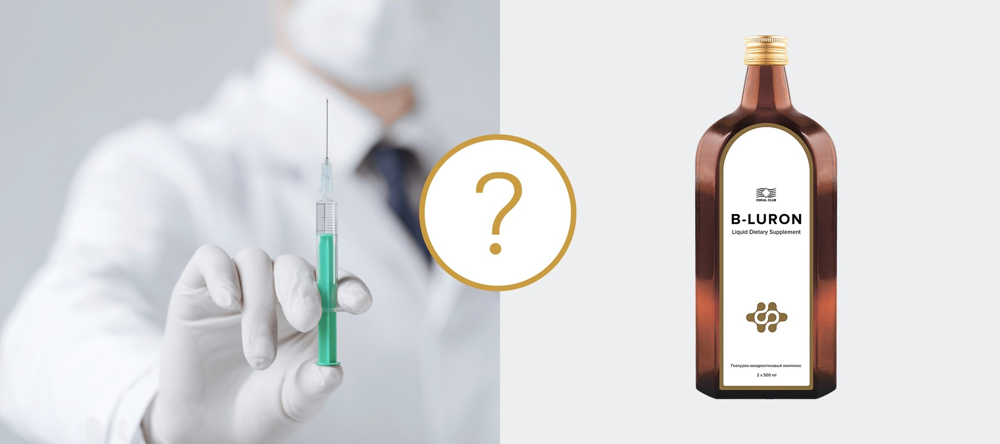 ?
CORAL CLUB
B-LURON
Liquid Dietary Supplement
Гиалурон-хондроитиновый комплекс
2 x 500 ml